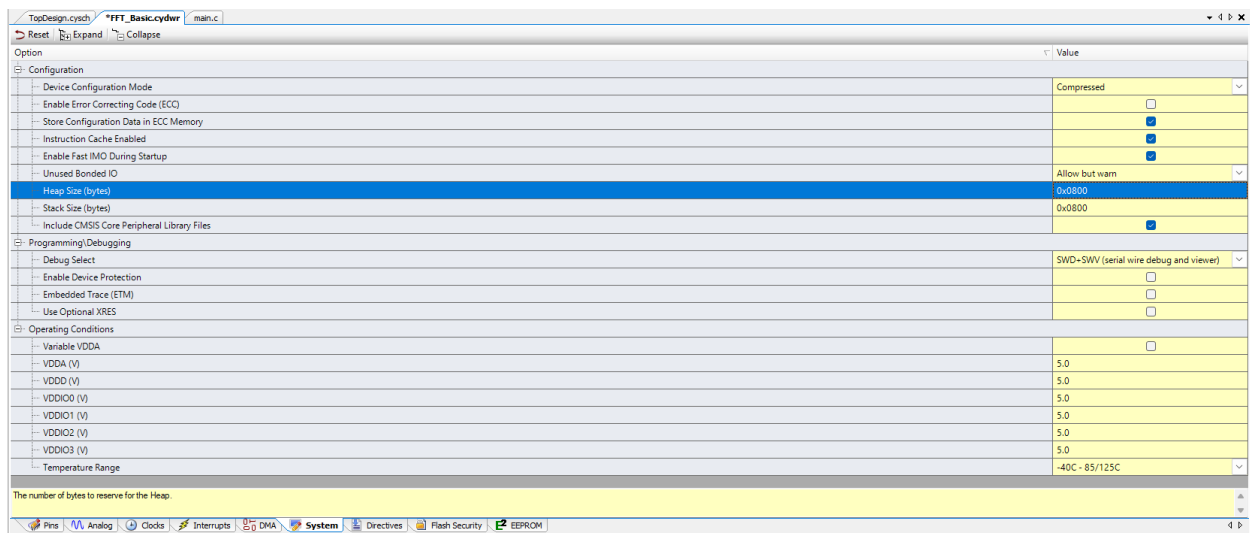 TopDesign.cysch *FFT_Basic.cydwr main.c
Reset Expand Collapse
Option Value
Configuration
Device Configuration Mode Compressed
Enable Error Correcting Code (ECC)
Store Configuration Data in ECC Memory
Instruction Cache Enabled
Enable Fast IMO During Startup
Unused Bonded IO Allow but warn
Heap Size (bytes) 0x0800
Stack Size (bytes) 0x0800
Include CMSIS Core Peripheral Library Files
Programming\Debugging
Debug Select SWD+SWV (serial wire debug and viewer)
Enable Device Protection
Embedded Trace (ETM)
Use Optional XRES
Operating Conditions
Variable VDDA
VDDA (V) 5.0
VDDD (V) 5.0
VDDIO0 (V) 5.0
VDDIO1 (V) 5.0
VDDIO2 (V) 5.0
VDDIO3 (V) 5.0
Temperature Range -40C - 85/125C
The number of bytes to reserve for the Heap.
Pins Analog Clocks Interrupts DMA System Directives Flash Security EEPROM